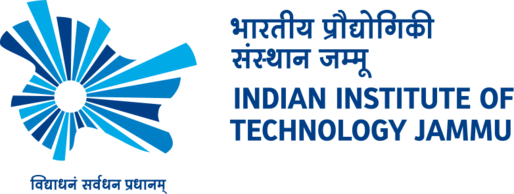 भारतीय प्रौद्योगिकी
संस्थान जम्मू
INDIAN INSTITUTE OF
TECHNOLOGY JAMMU
विद्याधनं सर्वधन प्रधानम्